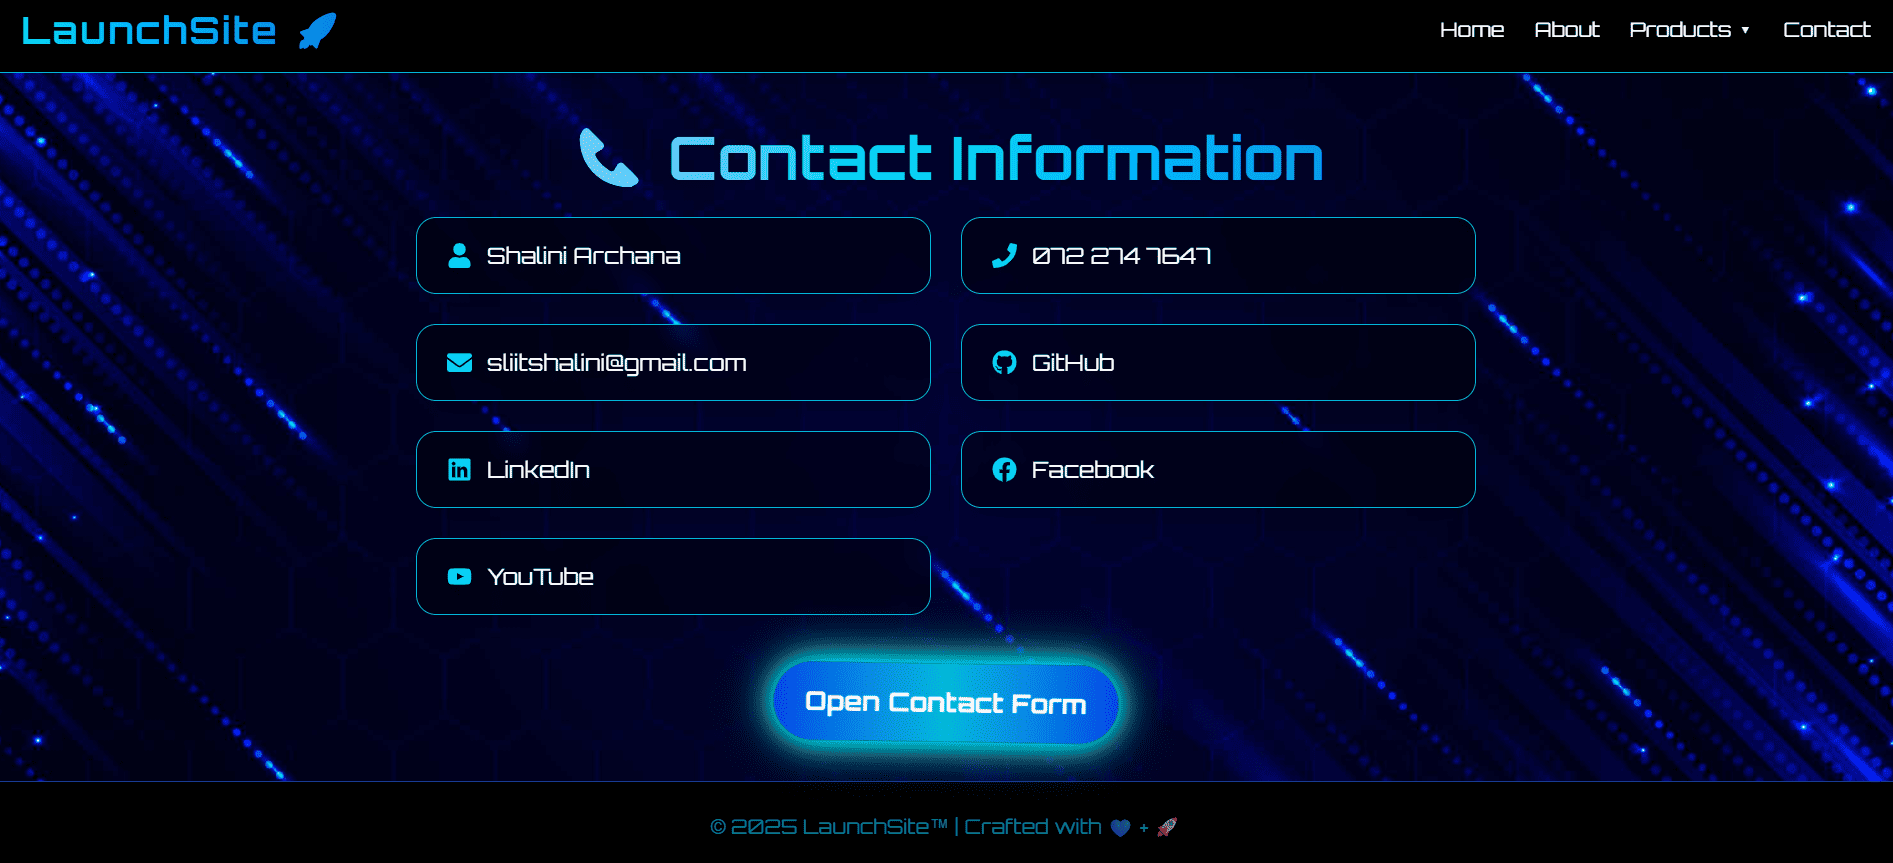 LaunchSite 🚀
Home About Products ▼ Contact
Contact Information
Shalini Archana
072 274 7647
sliitshalini@gmail.com
GitHub
LinkedIn
Facebook
YouTube
Open Contact Form
© 2025 LaunchSite™ | Crafted with 💙 + 🚀